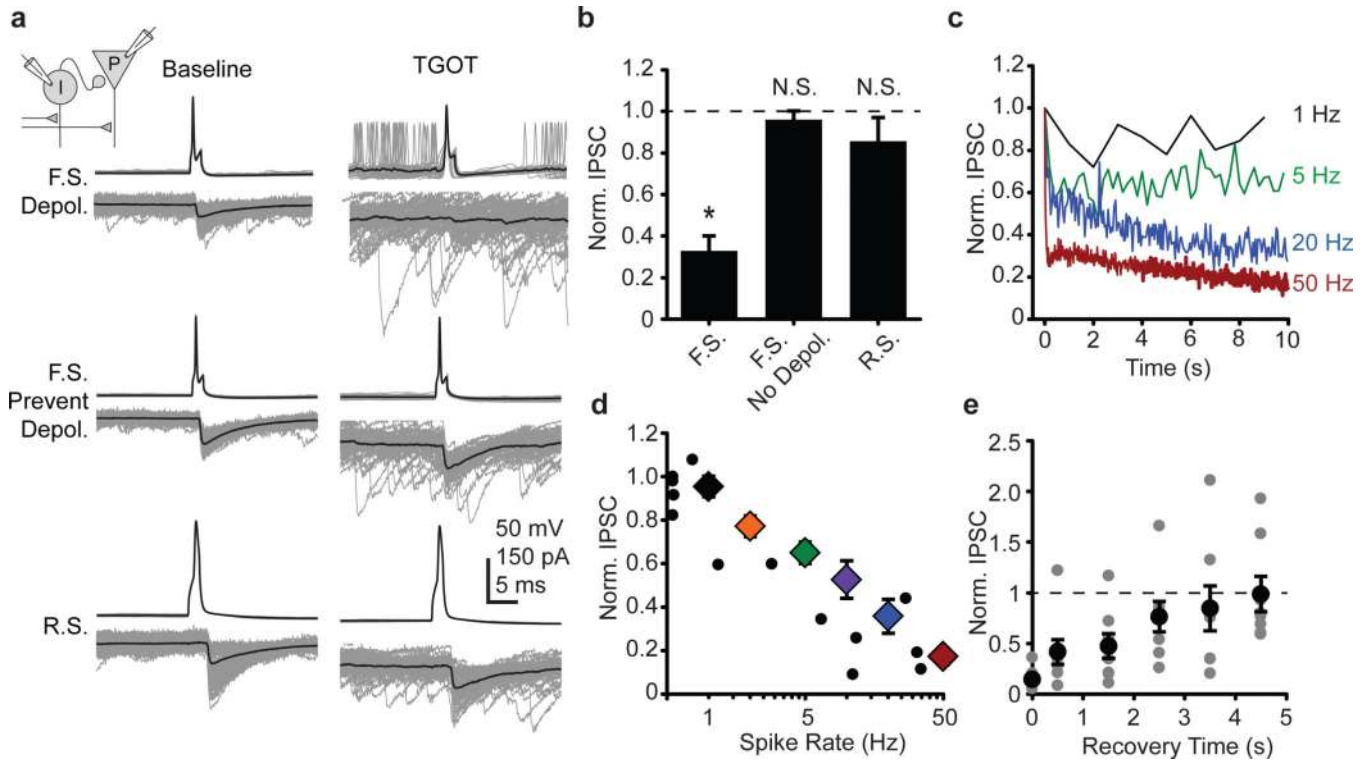 a
I
P
Baseline
TGOT
F.S.
Depol.
F.S.
Prevent
Depol.
R.S.
50 mV
150 pA
5 ms
b
1.2
1.0
0.8
0.6
0.4
0.2
0
Norm. IPSC
*
N.S.
N.S.
F.S.
F.S.
No Depol.
R.S.
c
1.2
1.0
0.8
0.6
0.4
0.2
0
Norm. IPSC
1 Hz
5 Hz
20 Hz
50 Hz
0 2 4 6 8 10
Time (s)
d
1.2
1.0
0.8
0.6
0.4
0.2
0
Norm. IPSC
1 5 50
Spike Rate (Hz)
e
2.5
2.0
1.5
1
0.5
0
Norm. IPSC
0 1 2 3 4 5
Recovery Time (s)